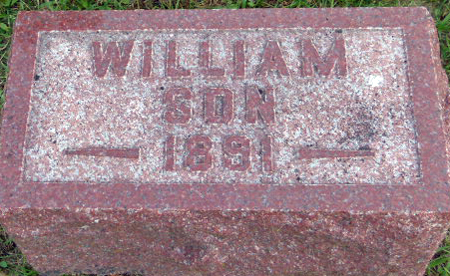 WILLIAM
SON
— 1891 —